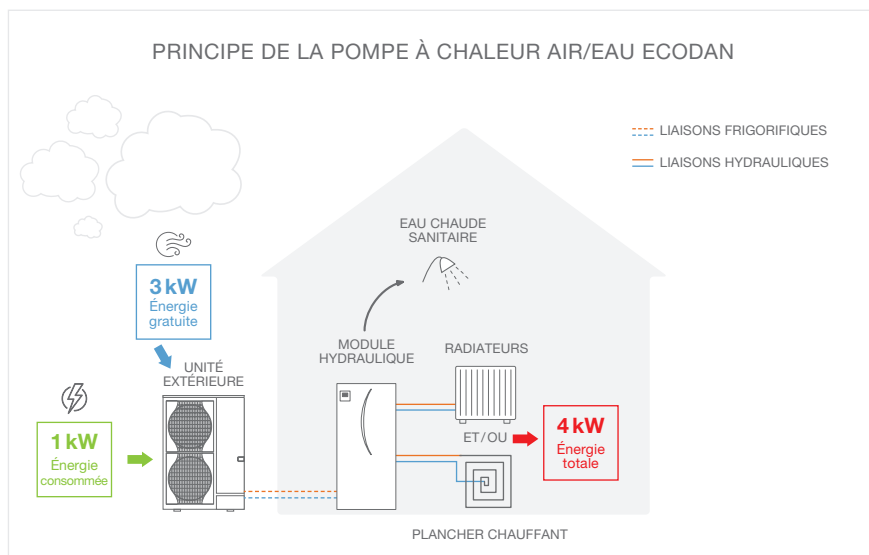 PRINCIPE DE LA POMPE À CHALEUR AIR/EAU ECODAN
LIAISONS FRIGORIFIQUES
LIAISONS HYDRAULIQUES
EAU CHAUDE
SANITAIRE
3 kW
Énergie
gratuite
MODULE
HYDRAULIQUE
RADIATEURS
UNITÉ
EXTÉRIEURE
1 kW
Énergie
consommée
ET/OU
4 kW
Énergie
totale
PLANCHER CHAUFFANT